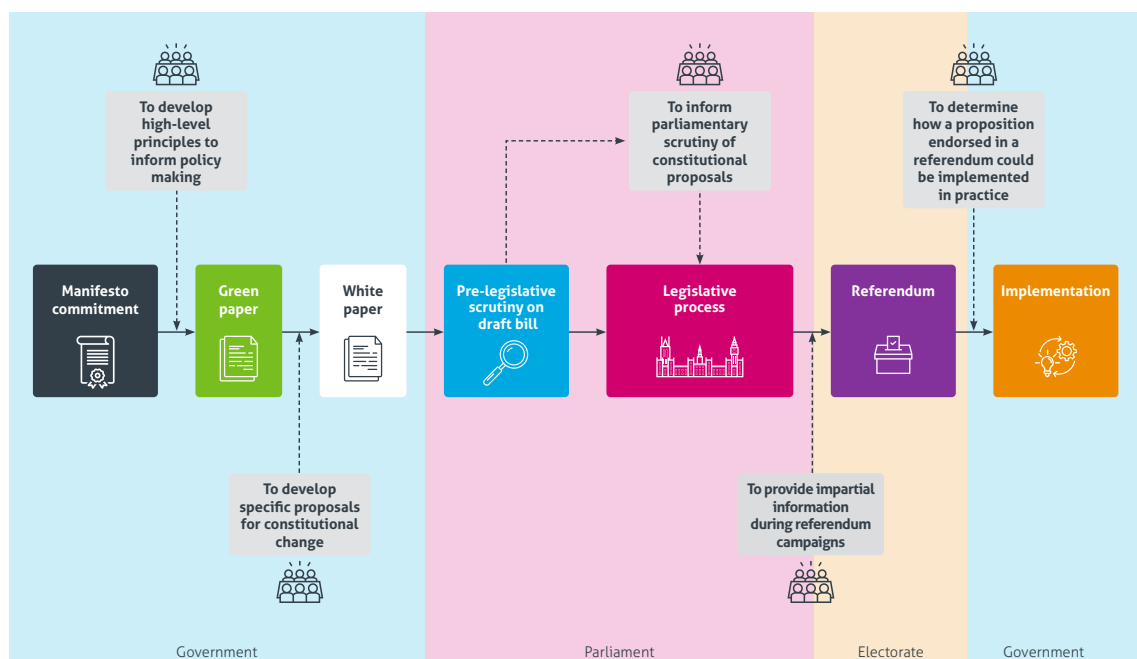 To develop
high-level
principles to
inform policy
making
To inform
parliamentary
scrutiny of
constitutional
proposals
To determine
how a proposition
endorsed in a
referendum could
be implemented
in practice
Manifesto
commitment
Green
paper
White
paper
Pre-legislative
scrutiny on
draft bill
Legislative
process
Referendum
Implementation
To develop
specific proposals
for constitutional
change
To provide impartial
information
during referendum
campaigns
Government
Parliament
Electorate
Government